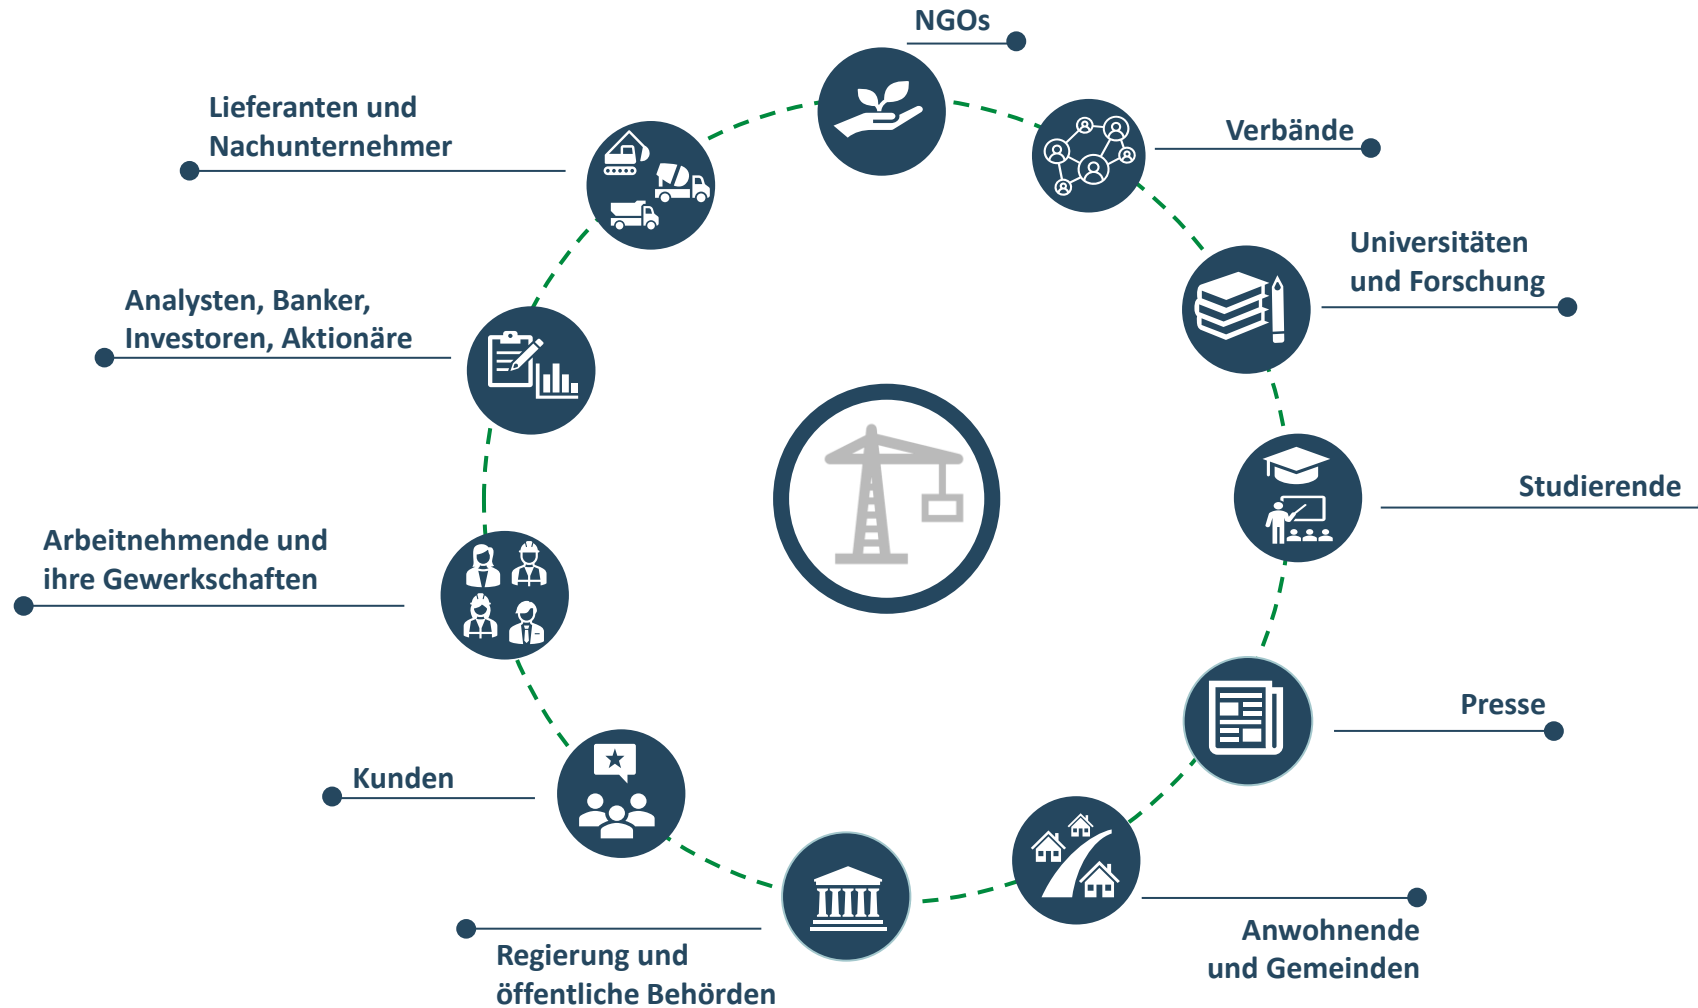 NGOs
Verbände
Universitäten
und Forschung
Studierende
Presse
Anwohnende
und Gemeinden
Regierung und
öffentliche Behörden
Kunden
Arbeitnehmende und
ihre Gewerkschaften
Analysten, Banker,
Investoren, Aktionäre
Lieferanten und
Nachunternehmer